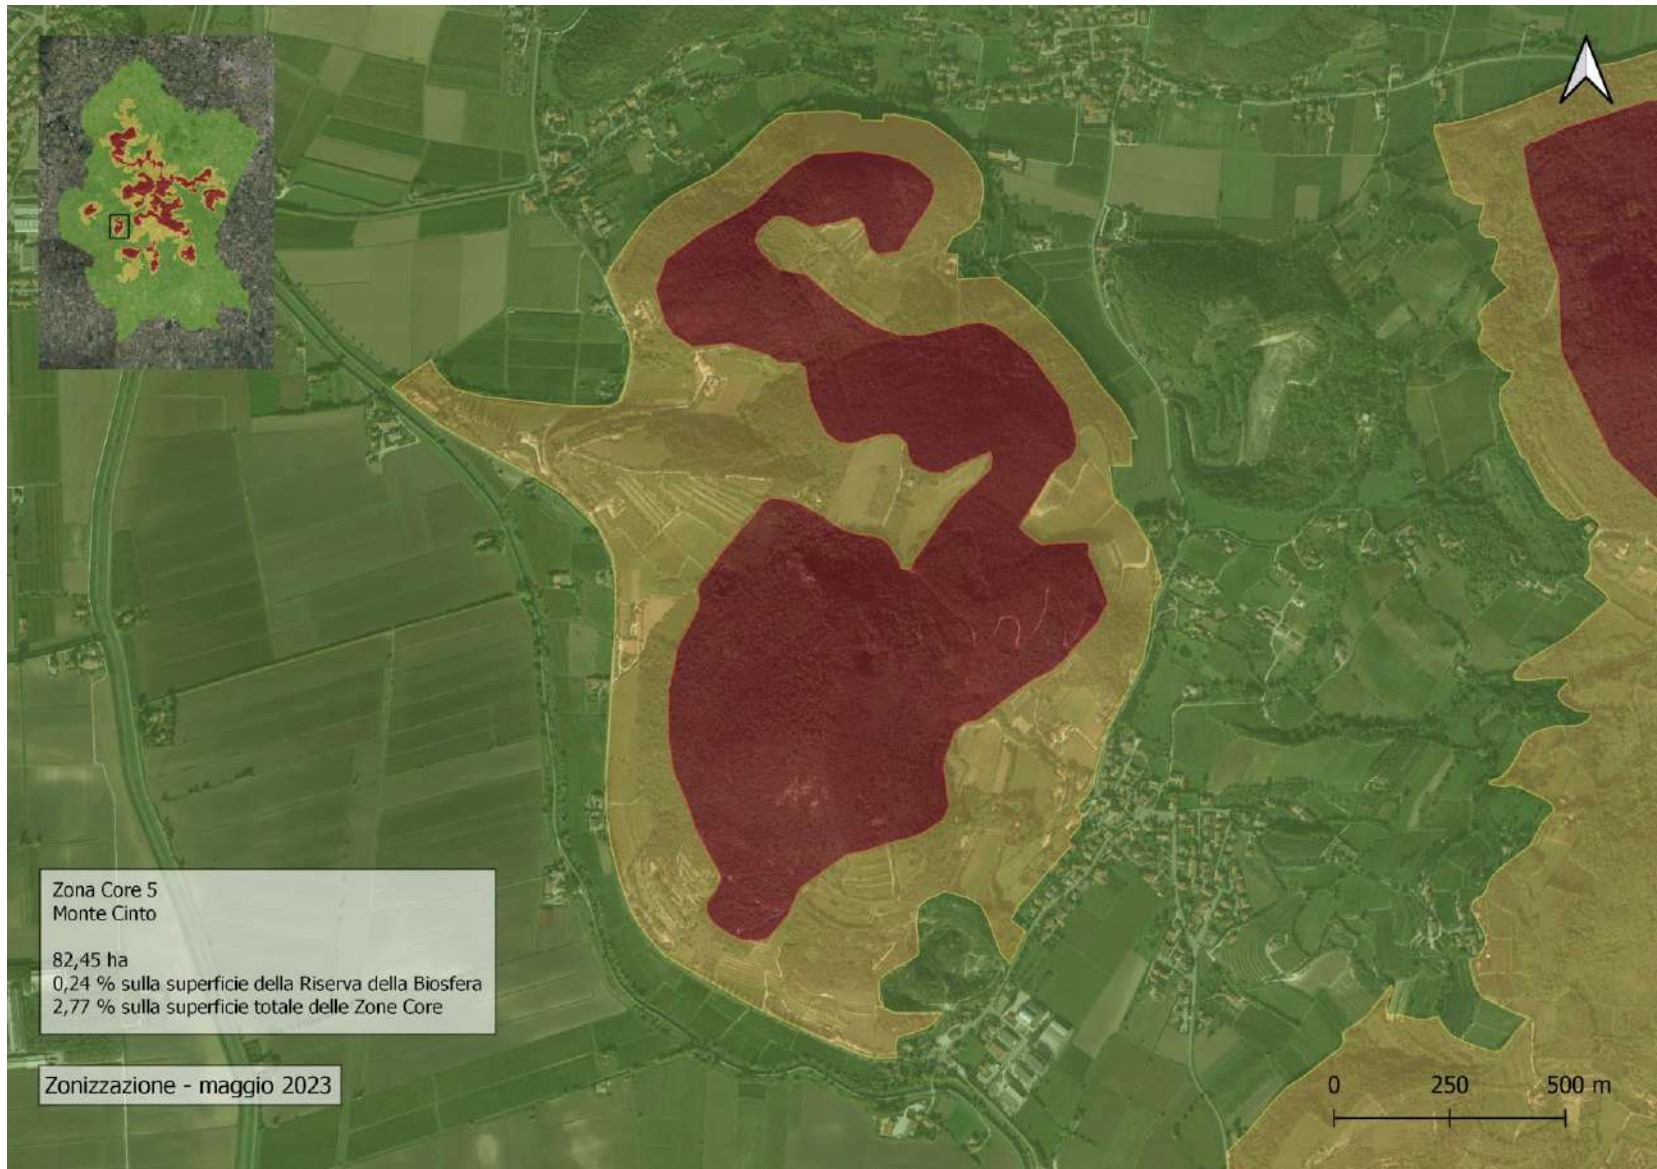 Zona Core 5
Monte Cinto
82,45 ha
0,24 % sulla superficie della Riserva della Biosfera
2,77 % sulla superficie totale delle Zone Core
Zonizzazione - maggio 2023
0 250 500 m